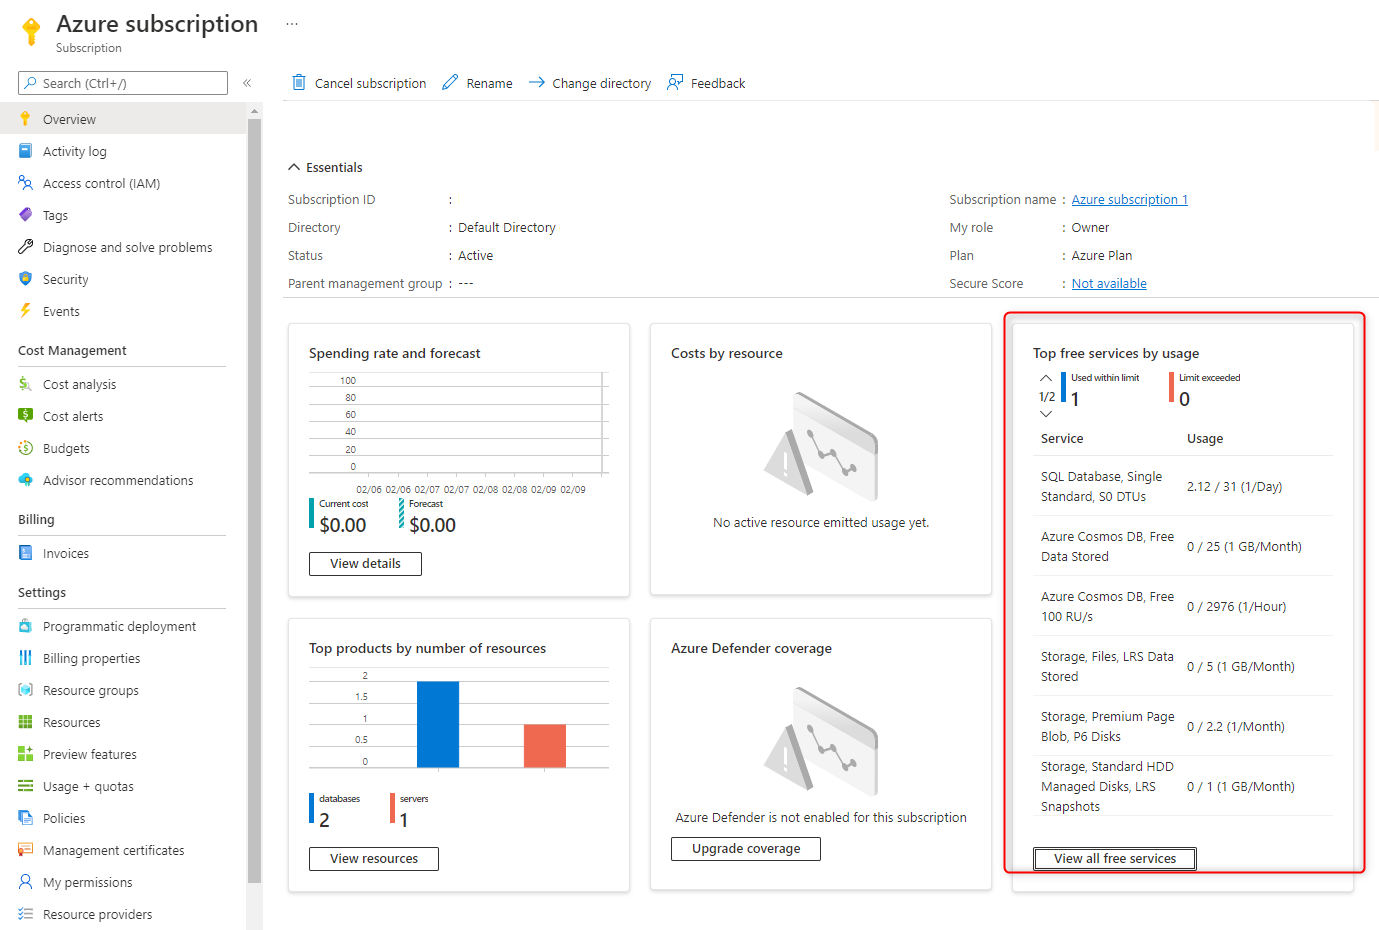 Azure subscription ...
Subscription
Search (Ctrl+/) «
Cancel subscription Rename Change directory Feedback
Overview
Activity log
Access control (IAM)
Tags
Diagnose and solve problems
Security
Events
Cost Management
Cost analysis
Cost alerts
Budgets
Advisor recommendations
Billing
Invoices
Settings
Programmatic deployment
Billing properties
Resource groups
Resources
Preview features
Usage + quotas
Policies
Management certificates
My permissions
Resource providers
Essentials
Subscription ID :
Directory : Default Directory
Status : Active
Parent management group : ---
Subscription name : Azure subscription 1
My role : Owner
Plan : Azure Plan
Secure Score : Not available
Spending rate and forecast
100
80
60
40
20
0
02/06 02/06 02/07 02/07 02/08 02/08 02/09 02/09
Current cost Forecast
$0.00 $0.00
View details
Costs by resource
No active resource emitted usage yet.
Top products by number of resources
2
1.5
1
0.5
0
databases servers
2 1
View resources
Azure Defender coverage
Azure Defender is not enabled for this subscription
Upgrade coverage
Top free services by usage
Used within limit Limit exceeded
1/2 1 0
Service Usage
SQL Database, Single
Standard, S0 DTUs
2.12 / 31 (1/Day)
Azure Cosmos DB, Free
Data Stored
0 / 25 (1 GB/Month)
Azure Cosmos DB, Free
100 RU/s
0 / 2976 (1/Hour)
Storage, Files, LRS Data
Stored
0 / 5 (1 GB/Month)
Storage, Premium Page
Blob, P6 Disks
0 / 2.2 (1/Month)
Storage, Standard HDD
Managed Disks, LRS
Snapshots
0 / 1 (1 GB/Month)
View all free services